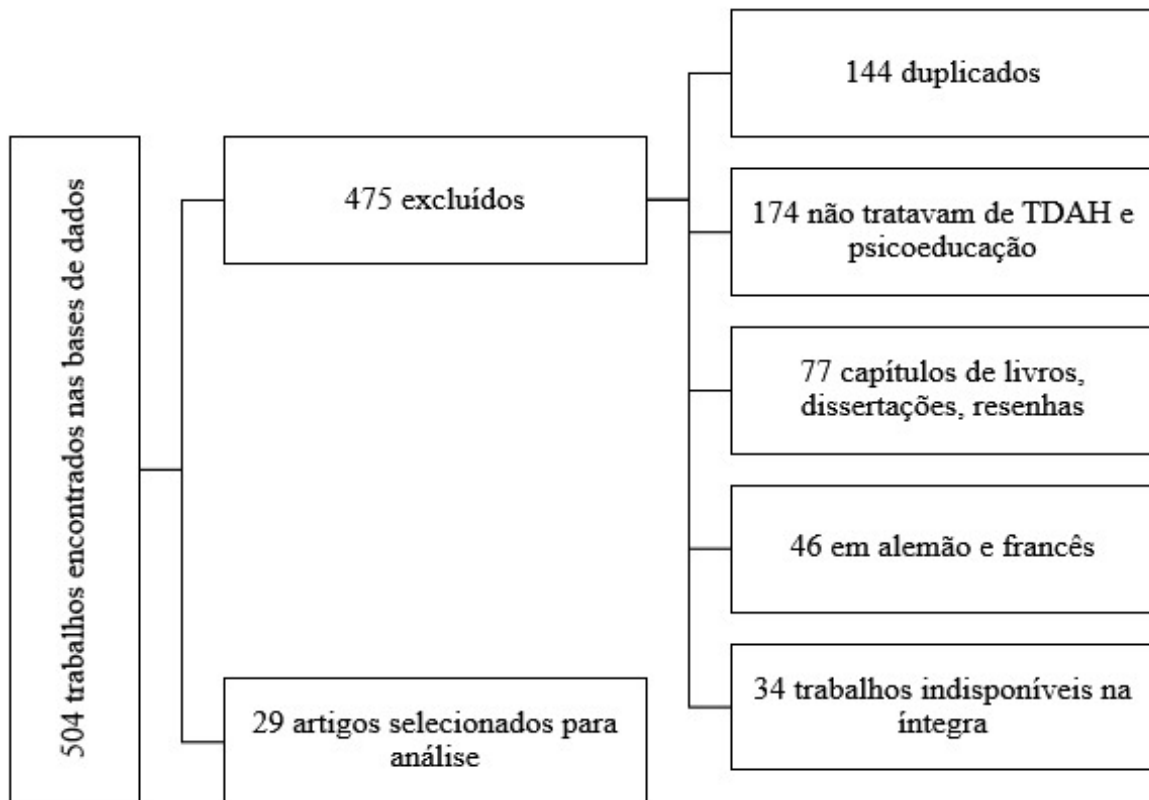 504 trabalhos encontrados nas bases de dados
475 excluídos
29 artigos selecionados para
análise
144 duplicados
174 não tratavam de TDAH e
psicoeducação
77 capítulos de livros,
dissertações, resenhas
46 em alemão e francês
34 trabalhos indisponíveis na
íntegra